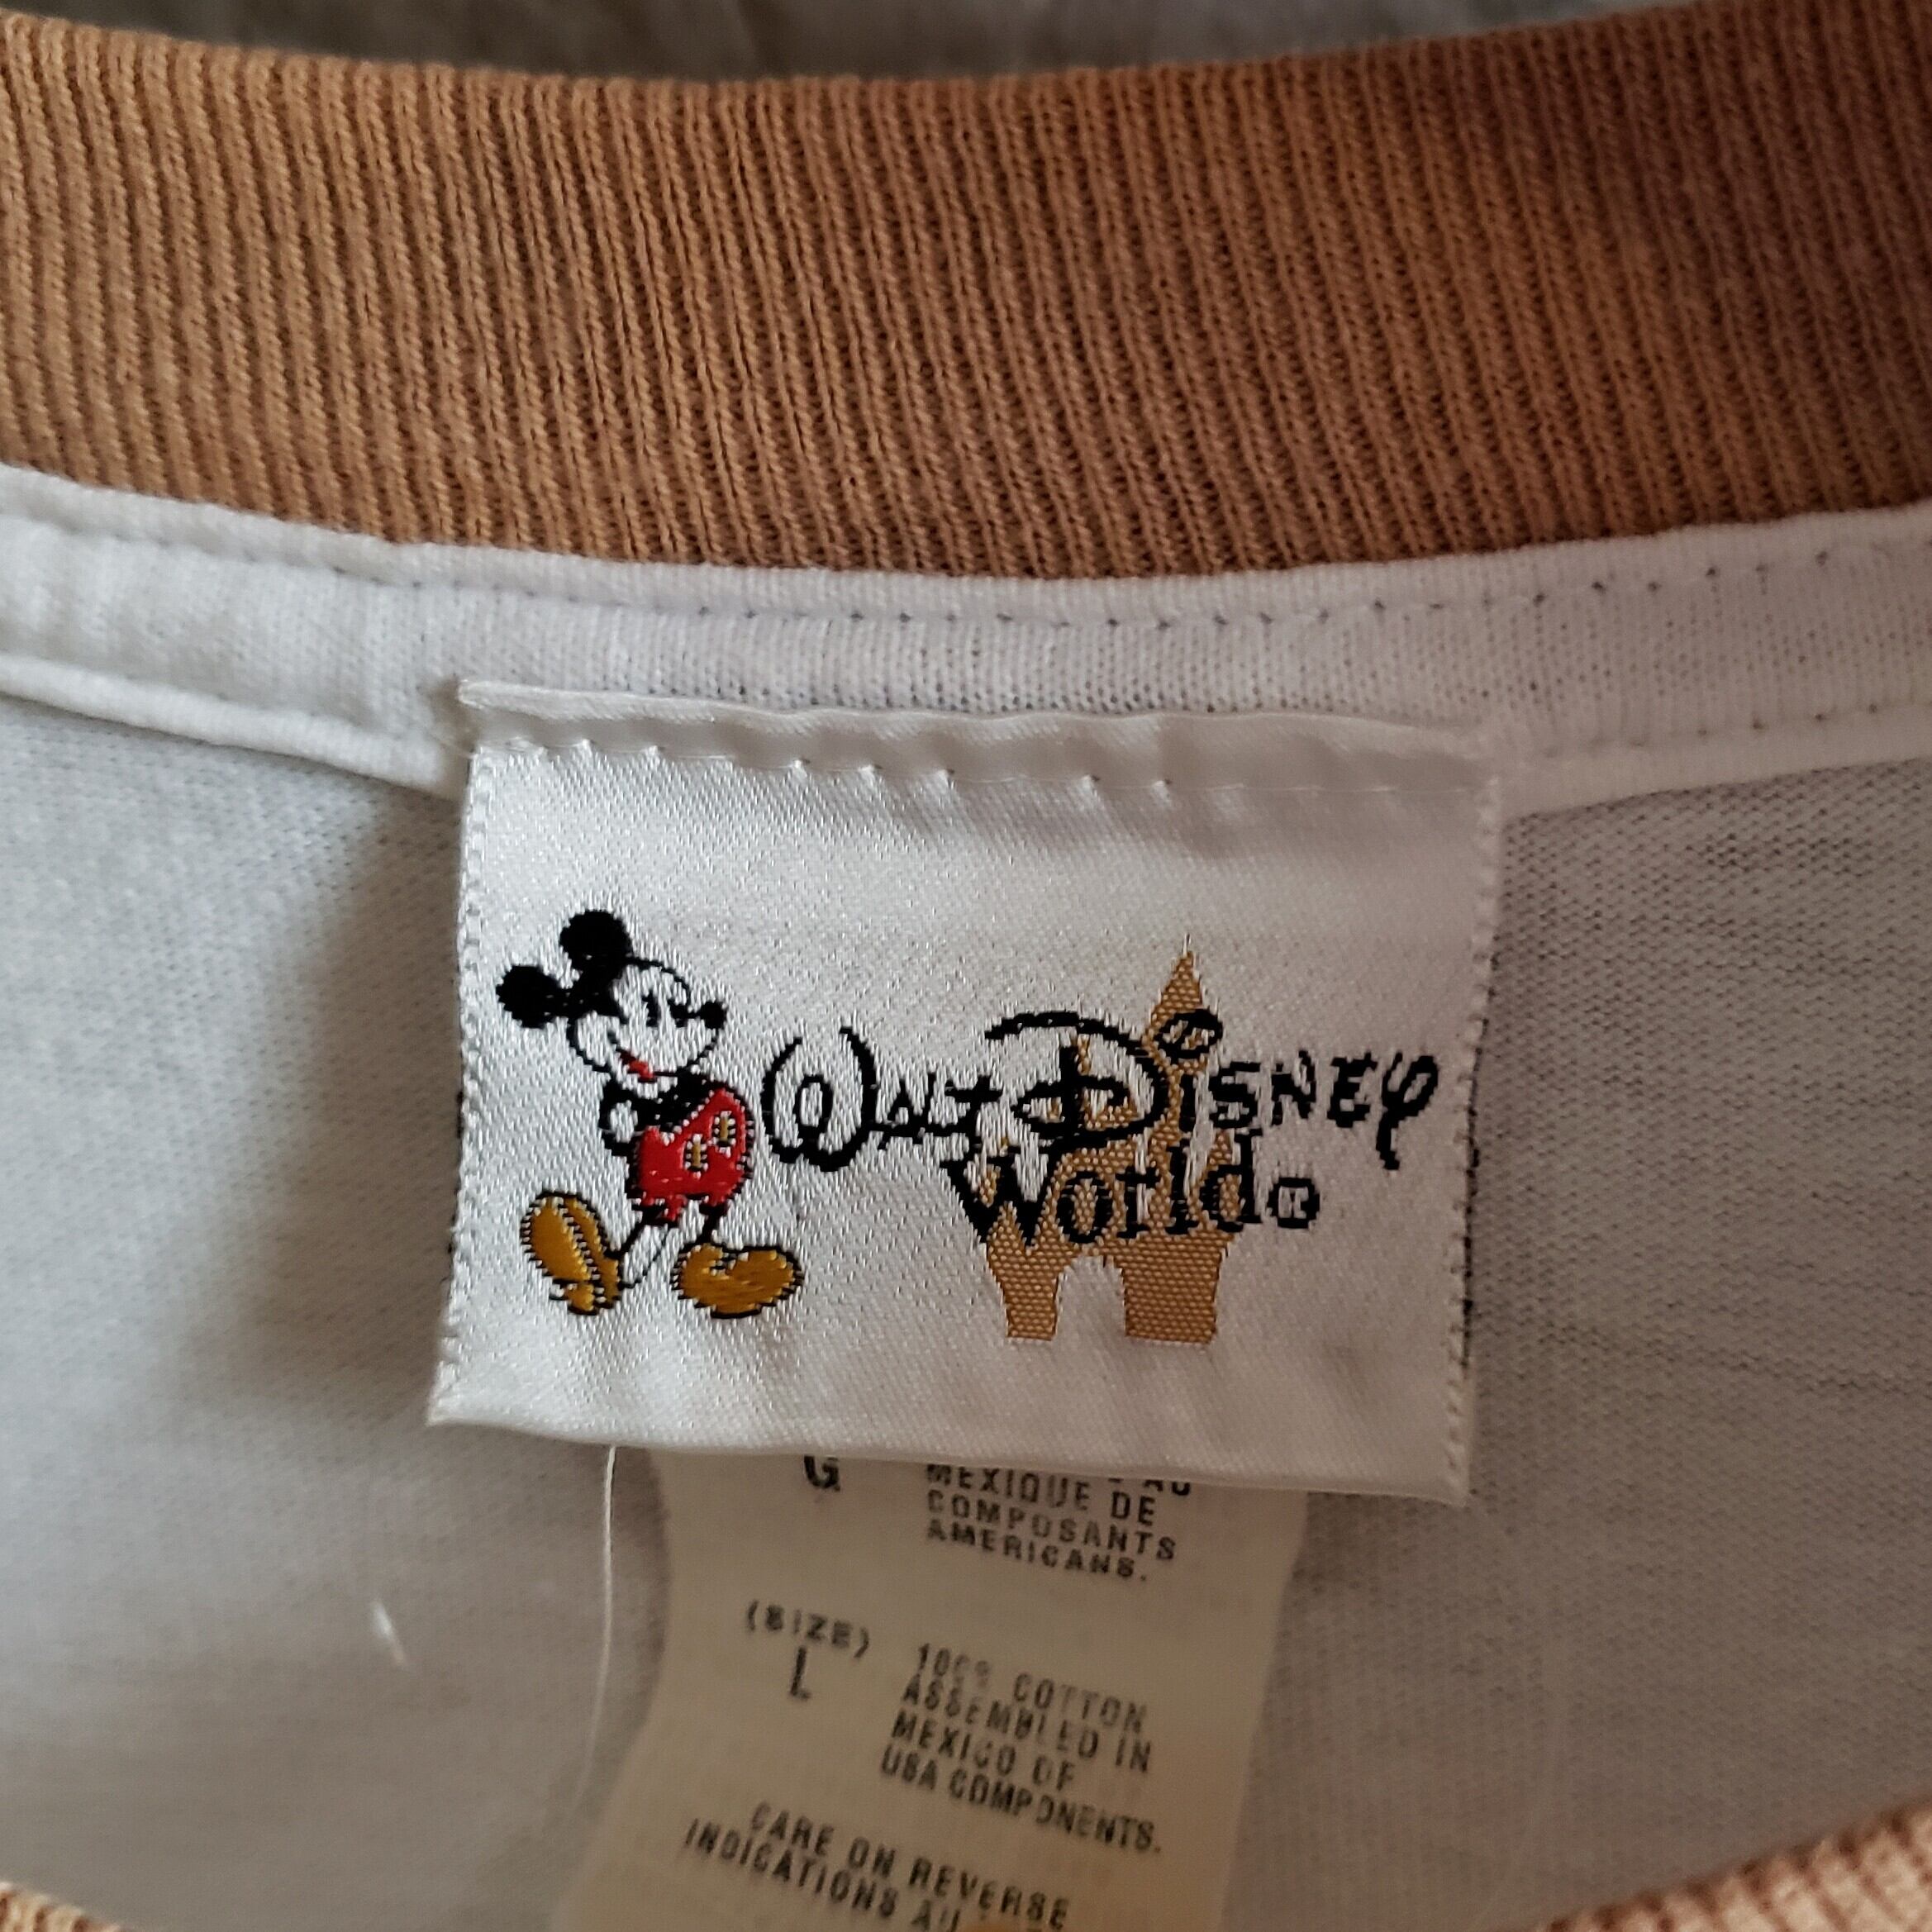 WALT DISNEY
World®
G
MEXIQUE DE
COMPOSANTS
AMERICANS.
(SIZE)
L
100% COTTON
ASSEMBLED IN
MEXICO OF
USA COMPONENTS.
CARE ON REVERSE
INDICATIONS AU